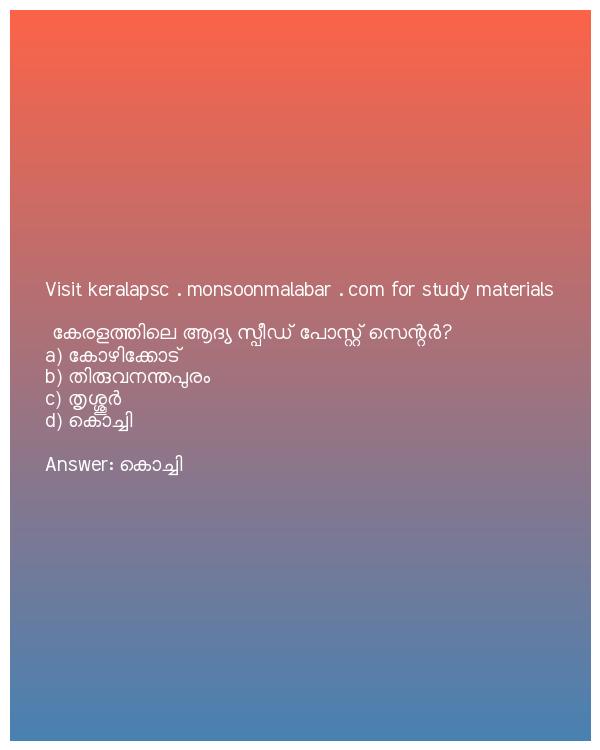 Visit keralapsc . monsoonmalabar . com for study materials
കേരളത്തിലെ ആദ്യ സ്പീഡ് പോസ്റ്റ് സെന്റർ?
a) കോഴിക്കോട്
b) തിരുവനന്തപുരം
c) തൃശ്ശൂർ
d) കൊച്ചി
Answer: കൊച്ചി